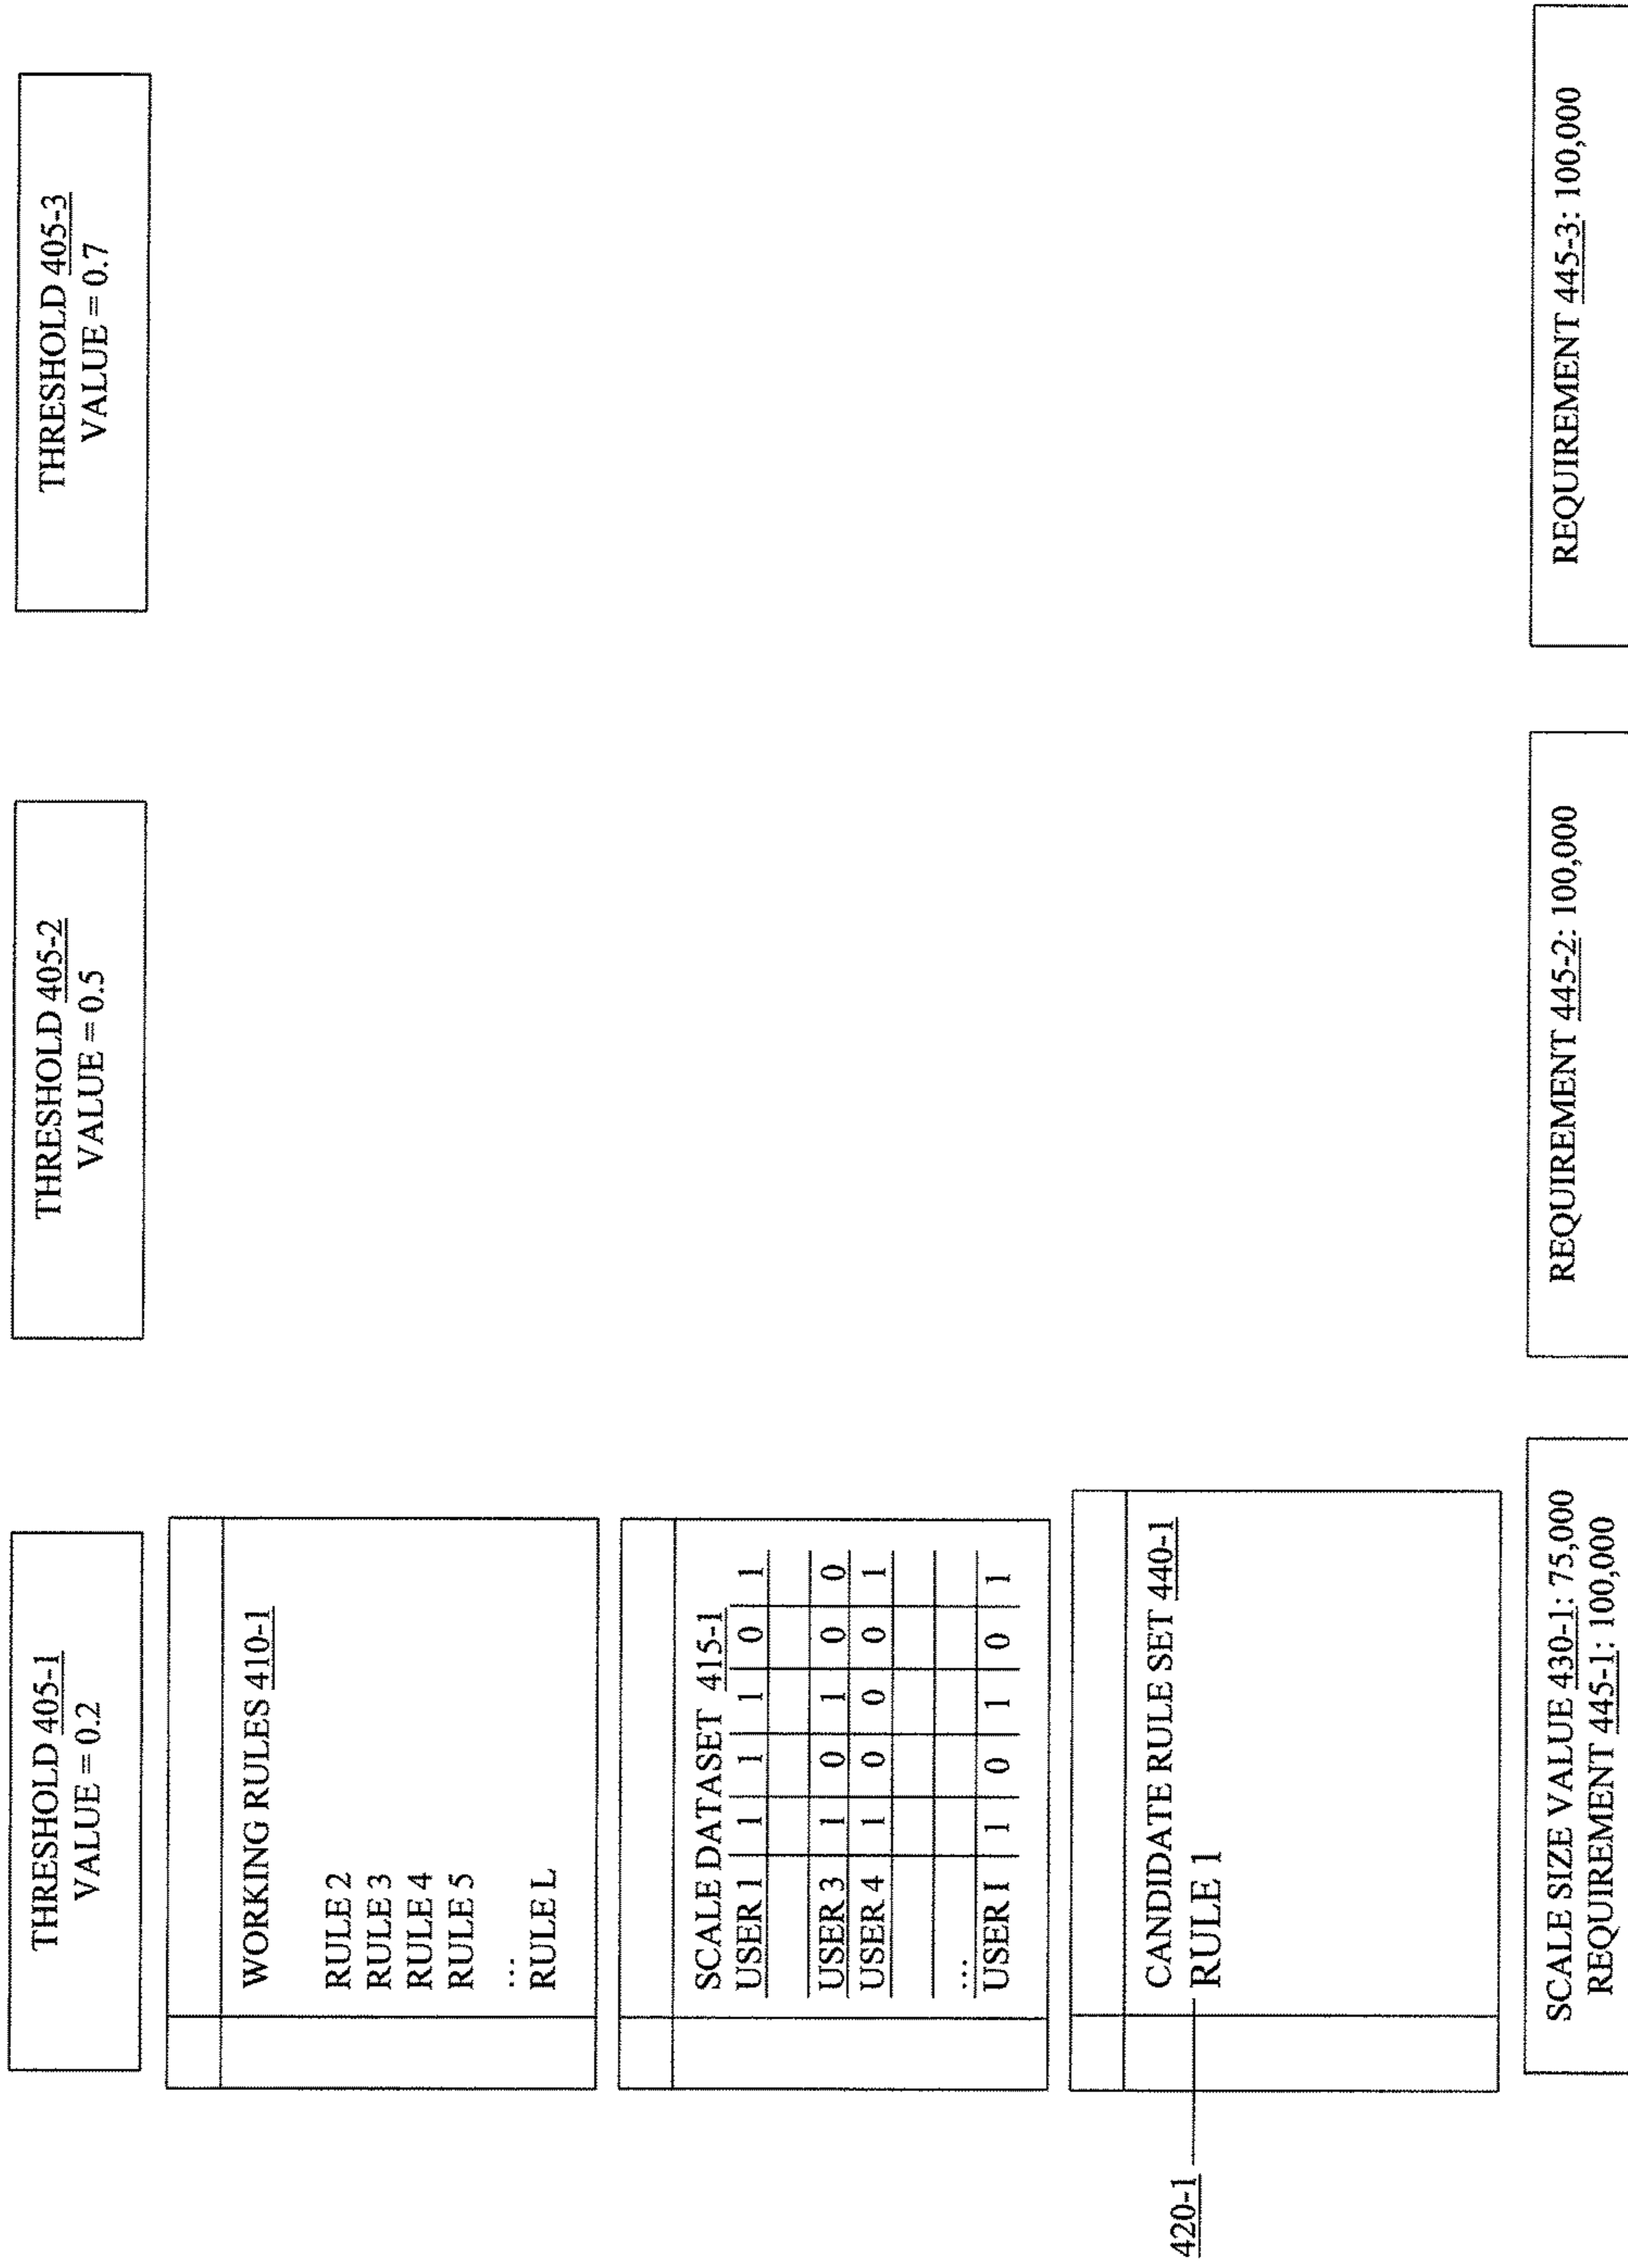 THRESHOLD 405-1
VALUE = 0.2
THRESHOLD 405-2
VALUE = 0.5
THRESHOLD 405-3
VALUE = 0.7
WORKING RULES 410-1
RULE 2
RULE 3
RULE 4
RULE 5
...
RULE L
SCALE DATASET 415-1
USER 1 1 1 1 0 1
USER 3 1 0 1 0 0
USER 4 1 0 0 0 1
...
USER I 1 0 1 0 1
CANDIDATE RULE SET 440-1
420-1 RULE 1
SCALE SIZE VALUE 430-1: 75,000
REQUIREMENT 445-1: 100,000
REQUIREMENT 445-2: 100,000
REQUIREMENT 445-3: 100,000